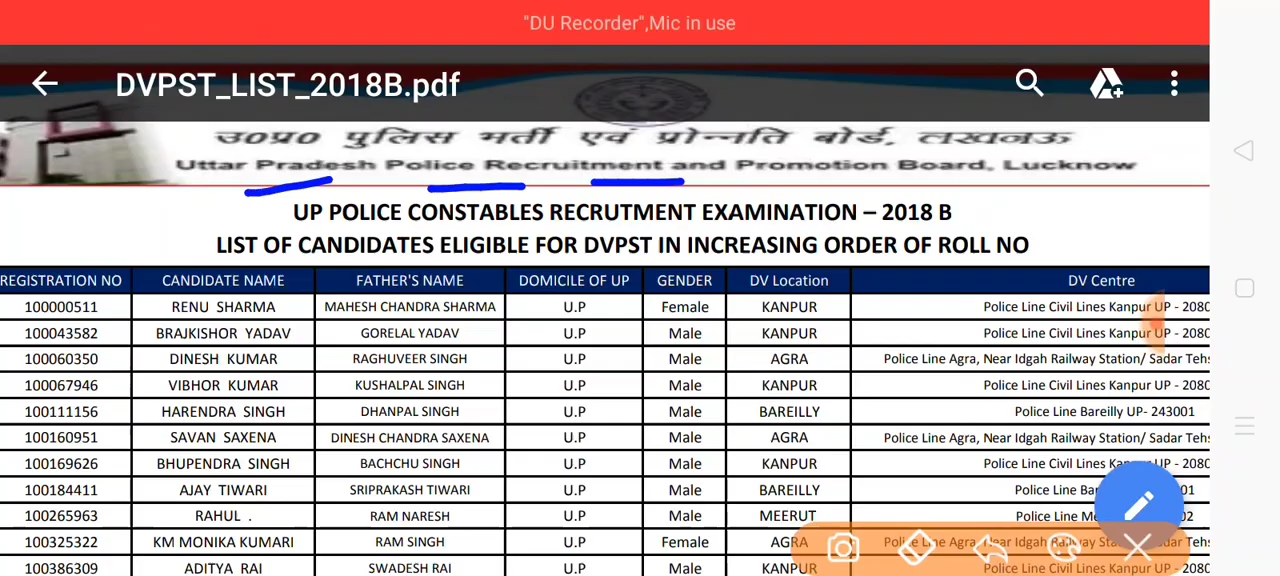 "DU Recorder",Mic in use
DVPST_LIST_2018B.pdf
उ०प्र० पुलिस भर्ती एवं प्रोन्नति बोर्ड, लखनऊ
Uttar Pradesh Police Recruitment and Promotion Board, Lucknow
UP POLICE CONSTABLES RECRUTMENT EXAMINATION – 2018 B
LIST OF CANDIDATES ELIGIBLE FOR DVPST IN INCREASING ORDER OF ROLL NO
REGISTRATION NO CANDIDATE NAME FATHER'S NAME DOMICILE OF UP GENDER DV Location DV Centre
100000511 RENU SHARMA MAHESH CHANDRA SHARMA U.P Female KANPUR Police Line Civil Lines Kanpur UP - 2080
100043582 BRAJKISHOR YADAV GORELAL YADAV U.P Male KANPUR Police Line Civil Lines Kanpur UP - 2080
100060350 DINESH KUMAR RAGHUVEER SINGH U.P Male AGRA Police Line Agra, Near Idgah Railway Station/ Sadar Tehs
100067946 VIBHOR KUMAR KUSHALPAL SINGH U.P Male KANPUR Police Line Civil Lines Kanpur UP - 2080
100111156 HARENDRA SINGH DHANPAL SINGH U.P Male BAREILLY Police Line Bareilly UP- 243001
100160951 SAVAN SAXENA DINESH CHANDRA SAXENA U.P Male AGRA Police Line Agra, Near Idgah Railway Station/ Sadar Tehs
100169626 BHUPENDRA SINGH BACHCHU SINGH U.P Male KANPUR Police Line Civil Lines Kanpur UP - 2080
100184411 AJAY TIWARI SRIPRAKASH TIWARI U.P Male BAREILLY Police Line
100265963 RAHUL . RAM NARESH U.P Male MEERUT Police Line
100325322 KM MONIKA KUMARI RAM SINGH U.P Female AGRA Police Line Agra, Near Idgah Railway
100386309 ADITYA RAI SWADESH RAI U.P Male KANPUR Police Line Civil Lines Kanpur UP - 2080